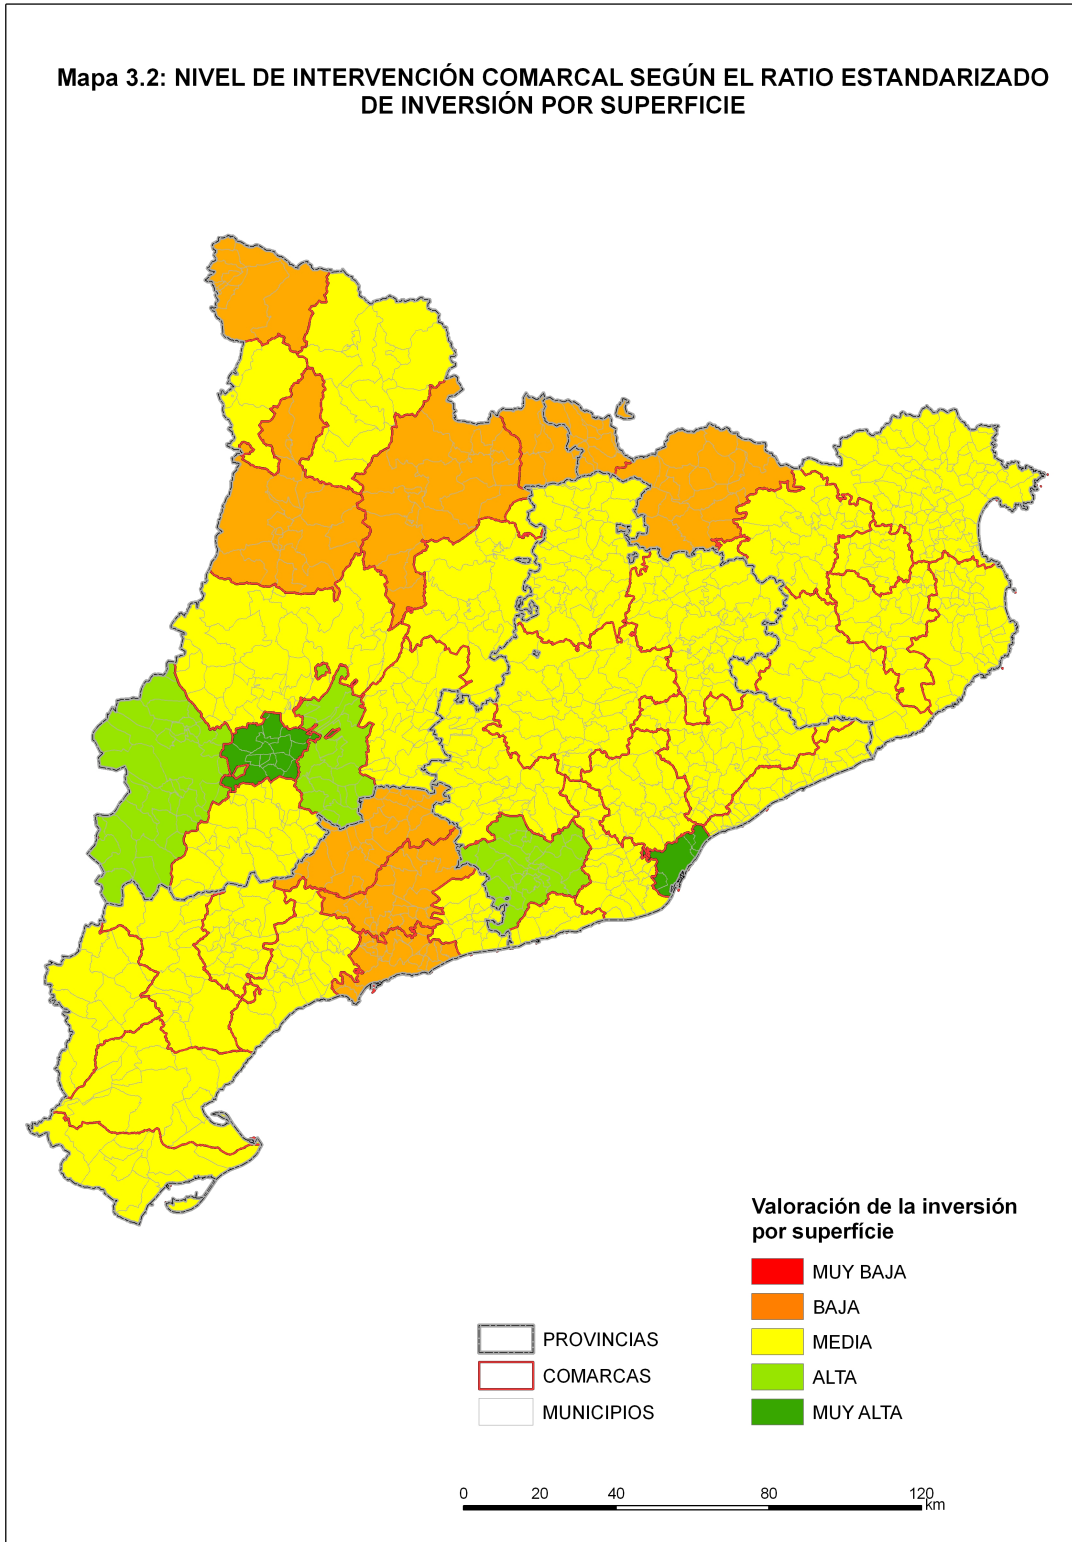 Mapa 3.2: NIVEL DE INTERVENCIÓN COMARCAL SEGÚN EL RATIO ESTANDARIZADO
DE INVERSIÓN POR SUPERFICIE
Valoración de la inversión
por superfície
MUY BAJA
BAJA
MEDIA
ALTA
MUY ALTA
PROVINCIAS
COMARCAS
MUNICIPIOS
0 20 40 80 120
km